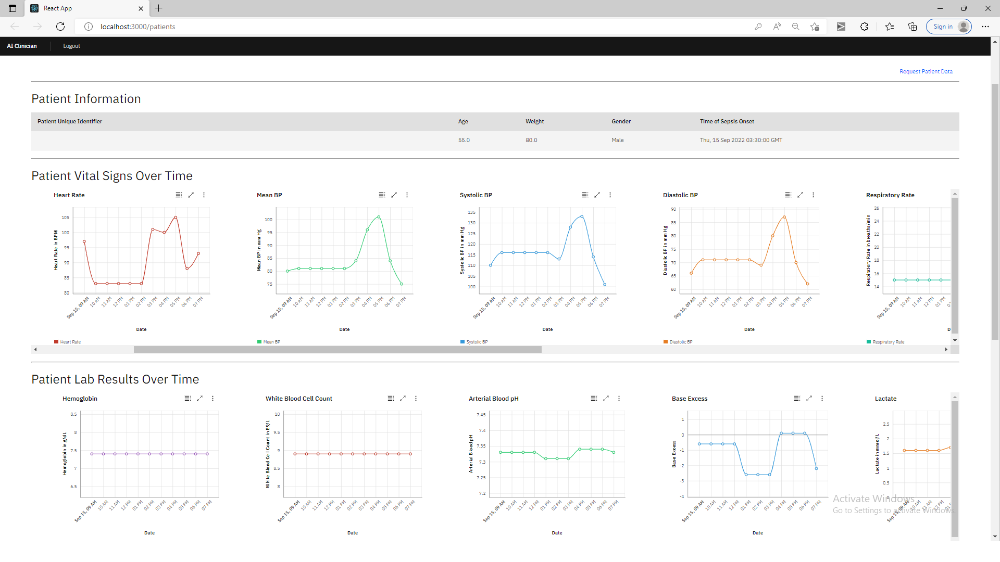 React App
localhost:3000/patients
Sign in
AI Clinician Logout
Request Patient Data
Patient Information
Patient Unique Identifier Age Weight Gender Time of Sepsis Onset
55.0 80.0 Male Thu, 15 Sep 2022 03:30:00 GMT
Patient Vital Signs Over Time
Heart Rate
Heart Rate in BPM
105
100
95
90
85
80
Sep 15, 09 AM 10 AM 11 AM 12 PM 01 PM 02 PM 03 PM 04 PM 05 PM 06 PM 07 PM
Date
Heart Rate
Mean BP
Mean BP in mm Hg
100
95
90
85
80
75
Sep 15, 09 AM 10 AM 11 AM 12 PM 01 PM 02 PM 03 PM 04 PM 05 PM 06 PM 07 PM
Date
Mean BP
Systolic BP
Systolic BP in mm Hg
135
130
125
120
115
110
105
100
Sep 15, 09 AM 10 AM 11 AM 12 PM 01 PM 02 PM 03 PM 04 PM 05 PM 06 PM 07 PM
Date
Systolic BP
Diastolic BP
Diastolic BP in mm Hg
90
85
80
75
70
65
60
Sep 15, 09 AM 10 AM 11 AM 12 PM 01 PM 02 PM 03 PM 04 PM 05 PM 06 PM 07 PM
Date
Diastolic BP
Respiratory Rate
Respiratory Rate in breaths/min
26
24
22
20
18
16
14
Sep 15, 09 AM 10 AM 11 AM 12 PM 01 PM
D
Respiratory Rate
Patient Lab Results Over Time
Hemoglobin
Hemoglobin in g/dL
8.5
8
7.5
7
6.5
Sep 15, 09 AM 10 AM 11 AM 12 PM 01 PM 02 PM 03 PM 04 PM 05 PM 06 PM 07 PM
Date
White Blood Cell Count
White Blood Cell Count in E9/L
10
9.5
9
8.5
8
Sep 15, 09 AM 10 AM 11 AM 12 PM 01 PM 02 PM 03 PM 04 PM 05 PM 06 PM 07 PM
Date
Arterial Blood pH
Arterial Blood pH
7.45
7.4
7.35
7.3
7.25
7.2
Sep 15, 09 AM 10 AM 11 AM 12 PM 01 PM 02 PM 03 PM 04 PM 05 PM 06 PM 07 PM
Date
Base Excess
Base Excess
1
0
-1
-2
-3
-4
Sep 15, 09 AM 10 AM 11 AM 12 PM 01 PM 02 PM 03 PM 04 PM 05 PM 06 PM 07 PM
Date
Lactate
Lactate in mmol/L
2.5
2
1.5
1
0.5
0
Sep 15, 09 AM 10 AM 11 AM 12 PM
Activate Windows
Go to Settings to activate Windows.